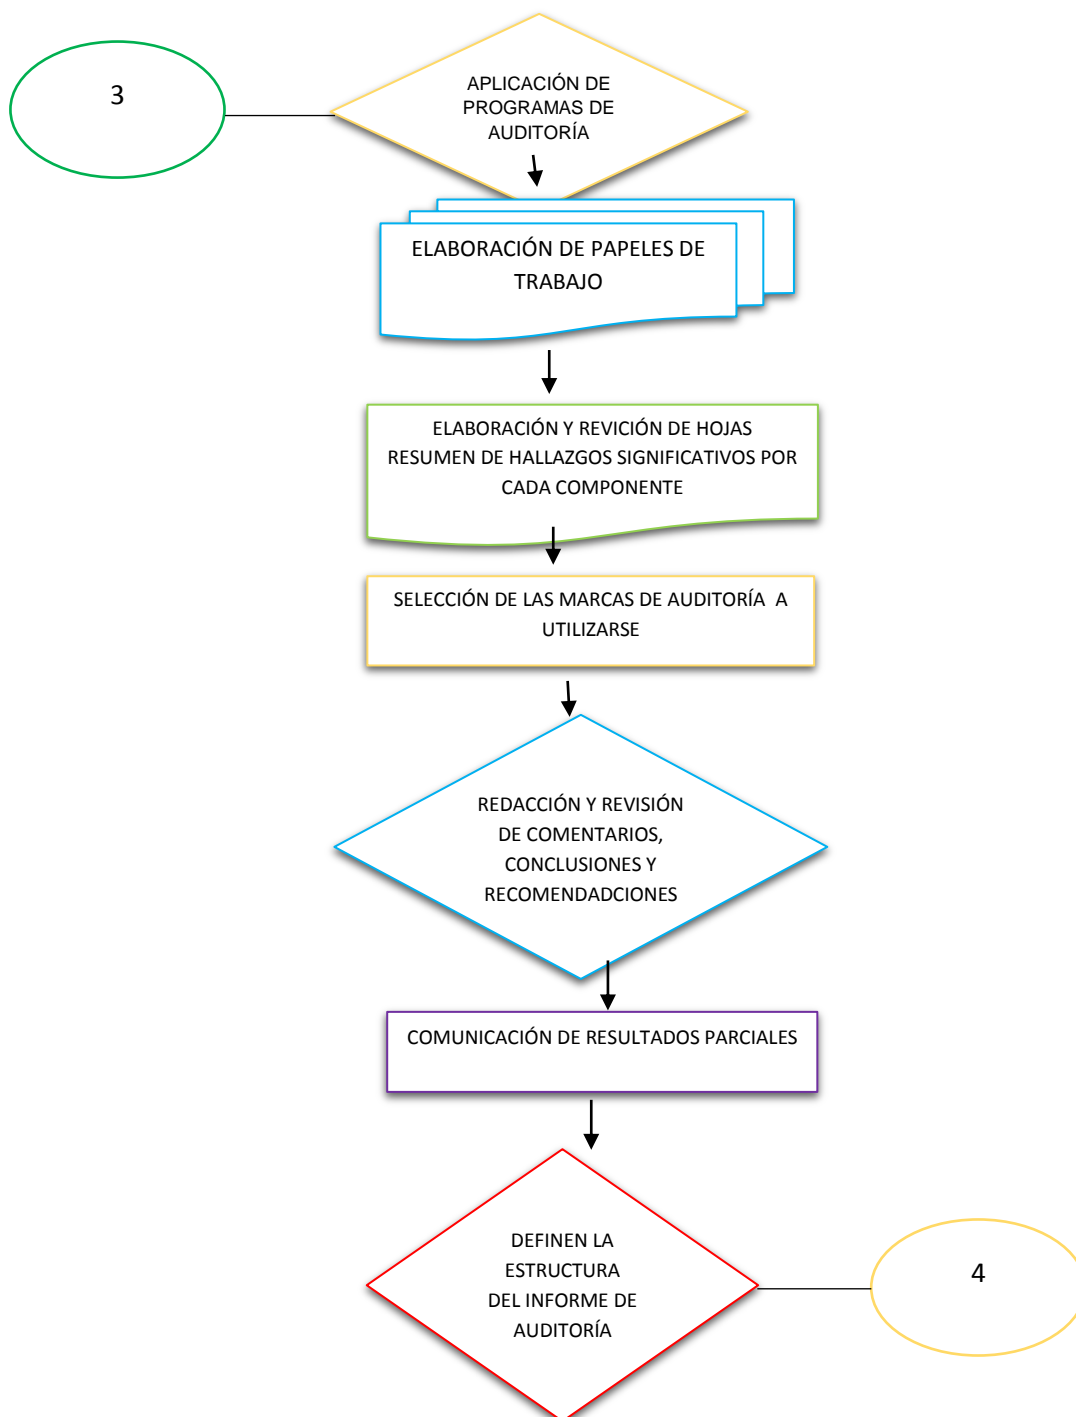 3
APLICACIÓN DE
PROGRAMAS DE
AUDITORÍA
ELABORACIÓN DE PAPELES DE
TRABAJO
ELABORACIÓN Y REVICIÓN DE HOJAS
RESUMEN DE HALLAZGOS SIGNIFICATIVOS POR
CADA COMPONENTE
SELECCIÓN DE LAS MARCAS DE AUDITORÍA  A
UTILIZARSE
REDACCIÓN Y REVISIÓN
DE COMENTARIOS,
CONCLUSIONES Y
RECOMENDADCIONES
COMUNICACIÓN DE RESULTADOS PARCIALES
DEFINEN LA
ESTRUCTURA
DEL INFORME DE
AUDITORÍA
4